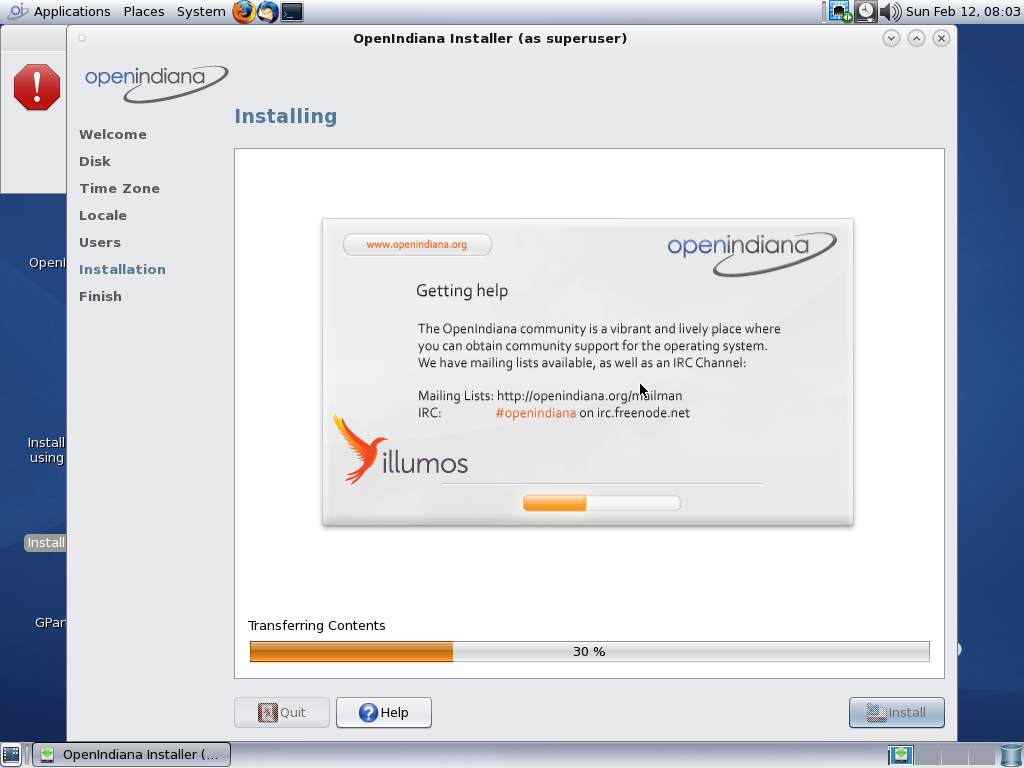 Applications Places System Sun Feb 12, 08:03
OpenIndiana Installer (as superuser)
openindiana
Installing
Welcome
Disk
Time Zone
Locale
Users
Installation
Finish
www.openindiana.org
openindiana
Getting help
The OpenIndiana community is a vibrant and lively place where
you can obtain community support for the operating system.
We have mailing lists available, as well as an IRC Channel:
Mailing Lists: http://openindiana.org/mailman
IRC: #openindiana on irc.freenode.net
illumos
OpenI
Install
using
Install
GPar
Transferring Contents
30 %
Quit
Help
Install
OpenIndiana Installer (...